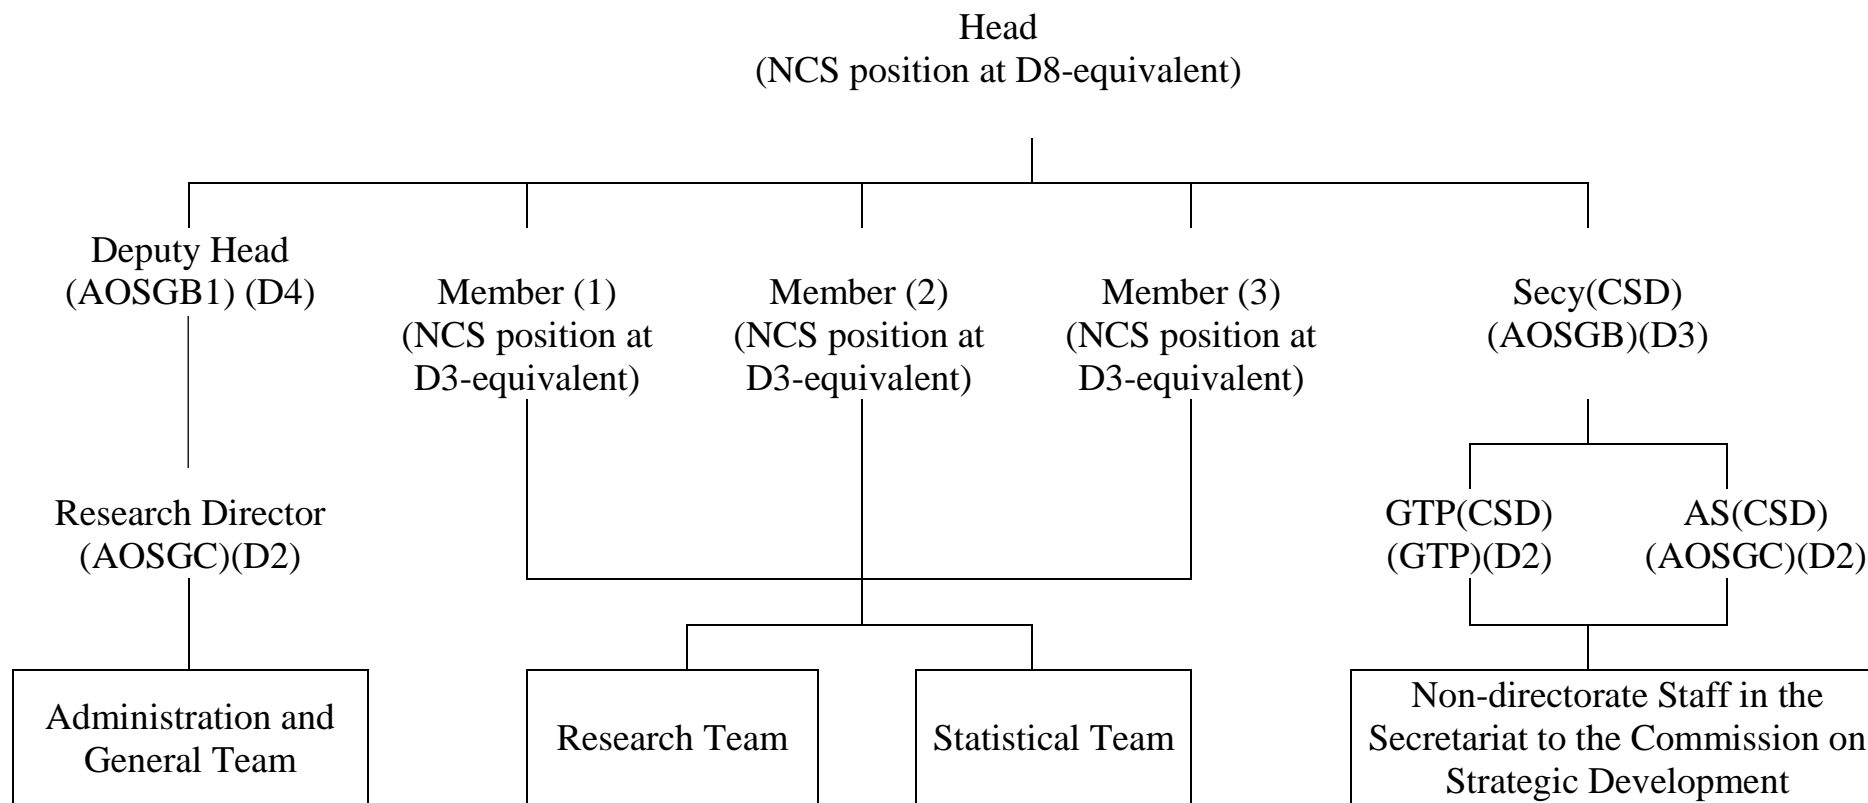 Head
(NCS position at D8-equivalent)
Deputy Head
(AOSGB1) (D4)
Member (1)
(NCS position at
D3-equivalent)
Member (2)
(NCS position at
D3-equivalent)
Member (3)
(NCS position at
D3-equivalent)
Secy(CSD)
(AOSGB)(D3)
Research Director
(AOSGC)(D2)
GTP(CSD)
(GTP)(D2)
AS(CSD)
(AOSGC)(D2)
Administration and
General Team
Research Team
Statistical Team
Non-directorate Staff in the
Secretariat to the Commission on
Strategic Development